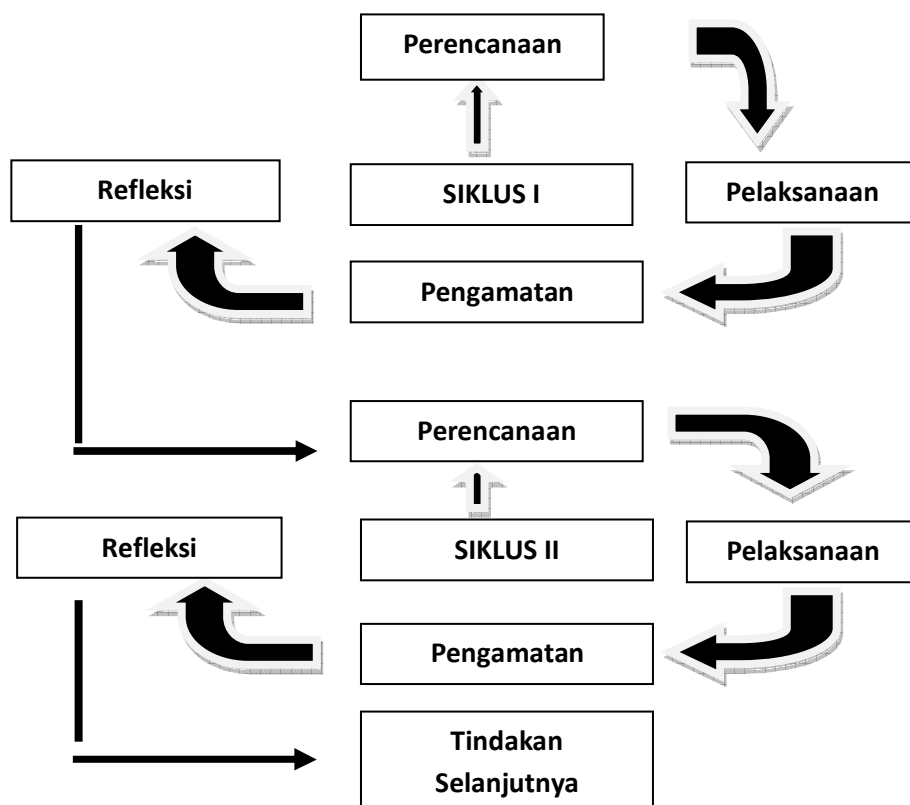 Perencanaan
Refleksi
SIKLUS I
Pelaksanaan
Pengamatan
Perencanaan
Refleksi
SIKLUS II
Pelaksanaan
Pengamatan
Tindakan
Selanjutnya